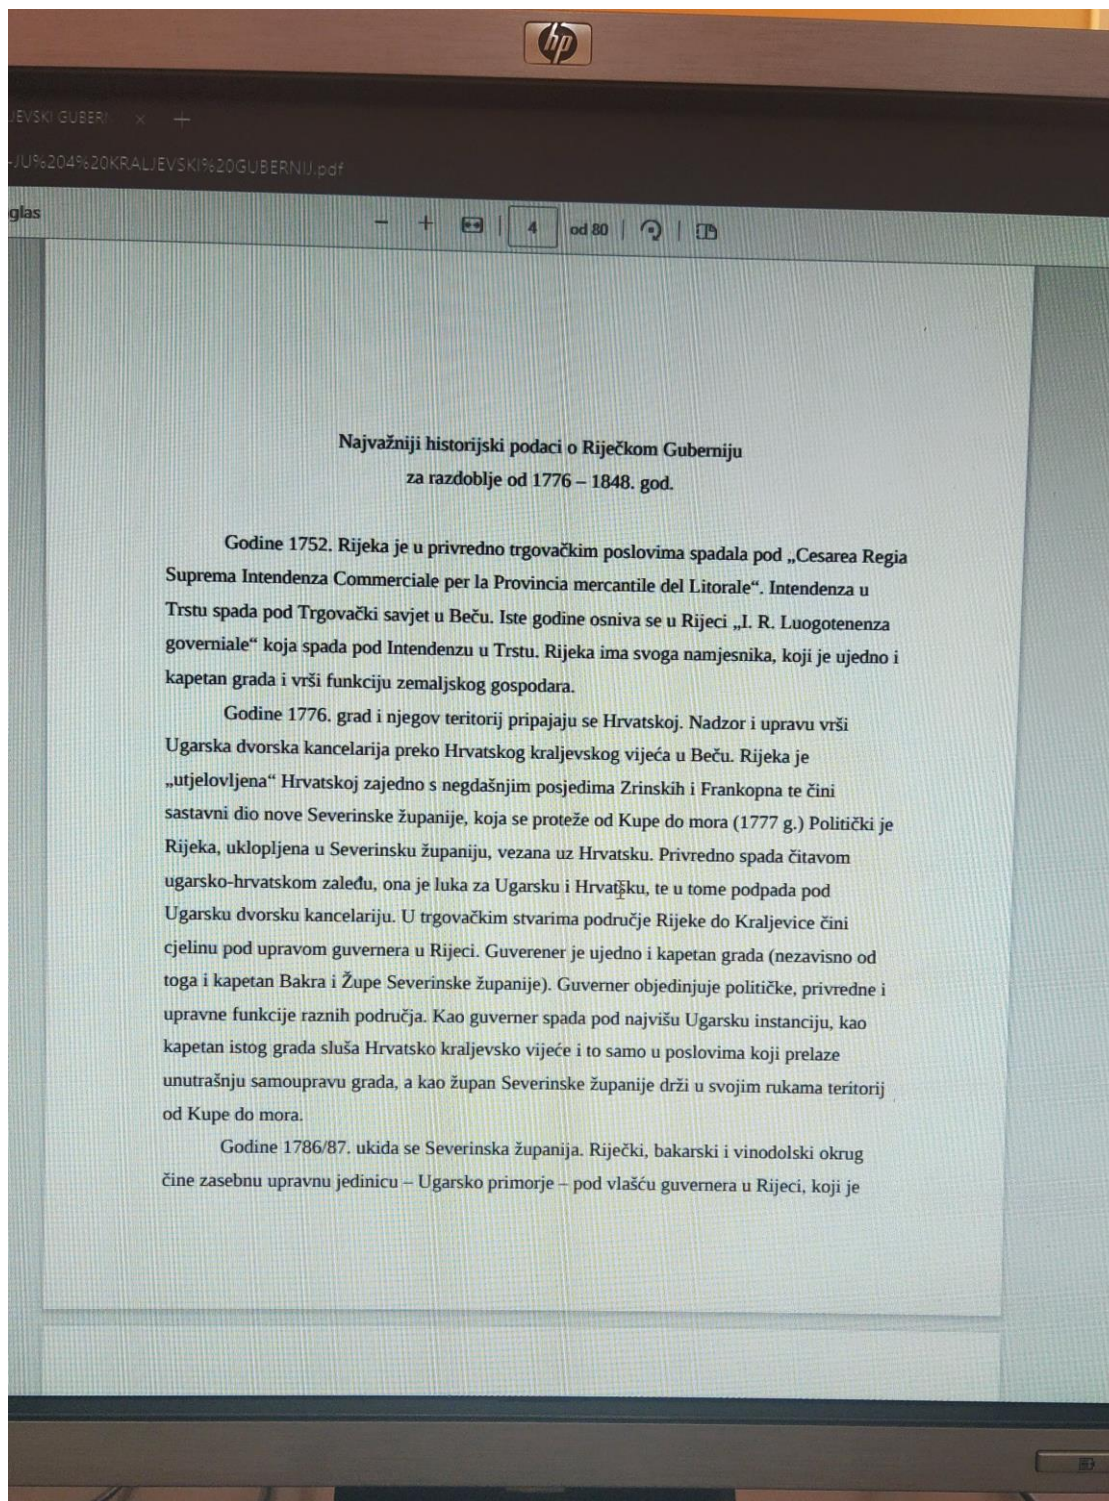 hp
JEVSKI GUBERI × +
-JU%204%20KRALJEVSKI%20GUBERNIJ.pdf
glas
− + 4 od 80
Najvažniji historijski podaci o Riječkom Guberniju
za razdoblje od 1776 – 1848. god.
Godine 1752. Rijeka je u privredno trgovačkim poslovima spadala pod „Cesarea Regia
Suprema Intendenza Commerciale per la Provincia mercantile del Litorale“. Intendenza u
Trstu spada pod Trgovački savjet u Beču. Iste godine osniva se u Rijeci „I. R. Luogotenenza
governiale“ koja spada pod Intendenzu u Trstu. Rijeka ima svoga namjesnika, koji je ujedno i
kapetan grada i vrši funkciju zemaljskog gospodara.
Godine 1776. grad i njegov teritorij pripajaju se Hrvatskoj. Nadzor i upravu vrši
Ugarska dvorska kancelarija preko Hrvatskog kraljevskog vijeća u Beču. Rijeka je
„utjelovljena“ Hrvatskoj zajedno s negdašnjim posjedima Zrinskih i Frankopna te čini
sastavni dio nove Severinske županije, koja se proteže od Kupe do mora (1777 g.) Politički je
Rijeka, uklopljena u Severinsku županiju, vezana uz Hrvatsku. Privredno spada čitavom
ugarsko-hrvatskom zaleđu, ona je luka za Ugarsku i Hrvatsku, te u tome podpada pod
Ugarsku dvorsku kancelariju. U trgovačkim stvarima područje Rijeke do Kraljevice čini
cjelinu pod upravom guvernera u Rijeci. Guverener je ujedno i kapetan grada (nezavisno od
toga i kapetan Bakra i Župe Severinske županije). Guverner objedinjuje političke, privredne i
upravne funkcije raznih područja. Kao guverner spada pod najvišu Ugarsku instanciju, kao
kapetan istog grada sluša Hrvatsko kraljevsko vijeće i to samo u poslovima koji prelaze
unutrašnju samoupravu grada, a kao župan Severinske županije drži u svojim rukama teritorij
od Kupe do mora.
Godine 1786/87. ukida se Severinska županija. Riječki, bakarski i vinodolski okrug
čine zasebnu upravnu jedinicu – Ugarsko primorje – pod vlašću guvernera u Rijeci, koji je